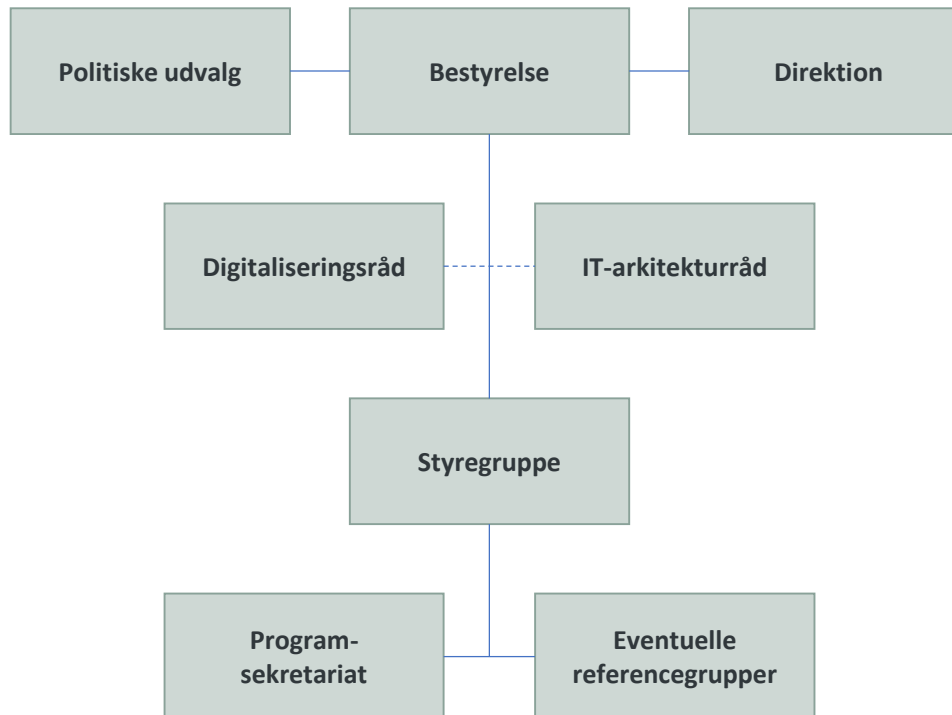 Politiske udvalg
Bestyrelse
Direktion
Digitaliseringsråd
IT-arkitekturråd
Styregruppe
Program-
sekretariat
Eventuelle
referencegrupper